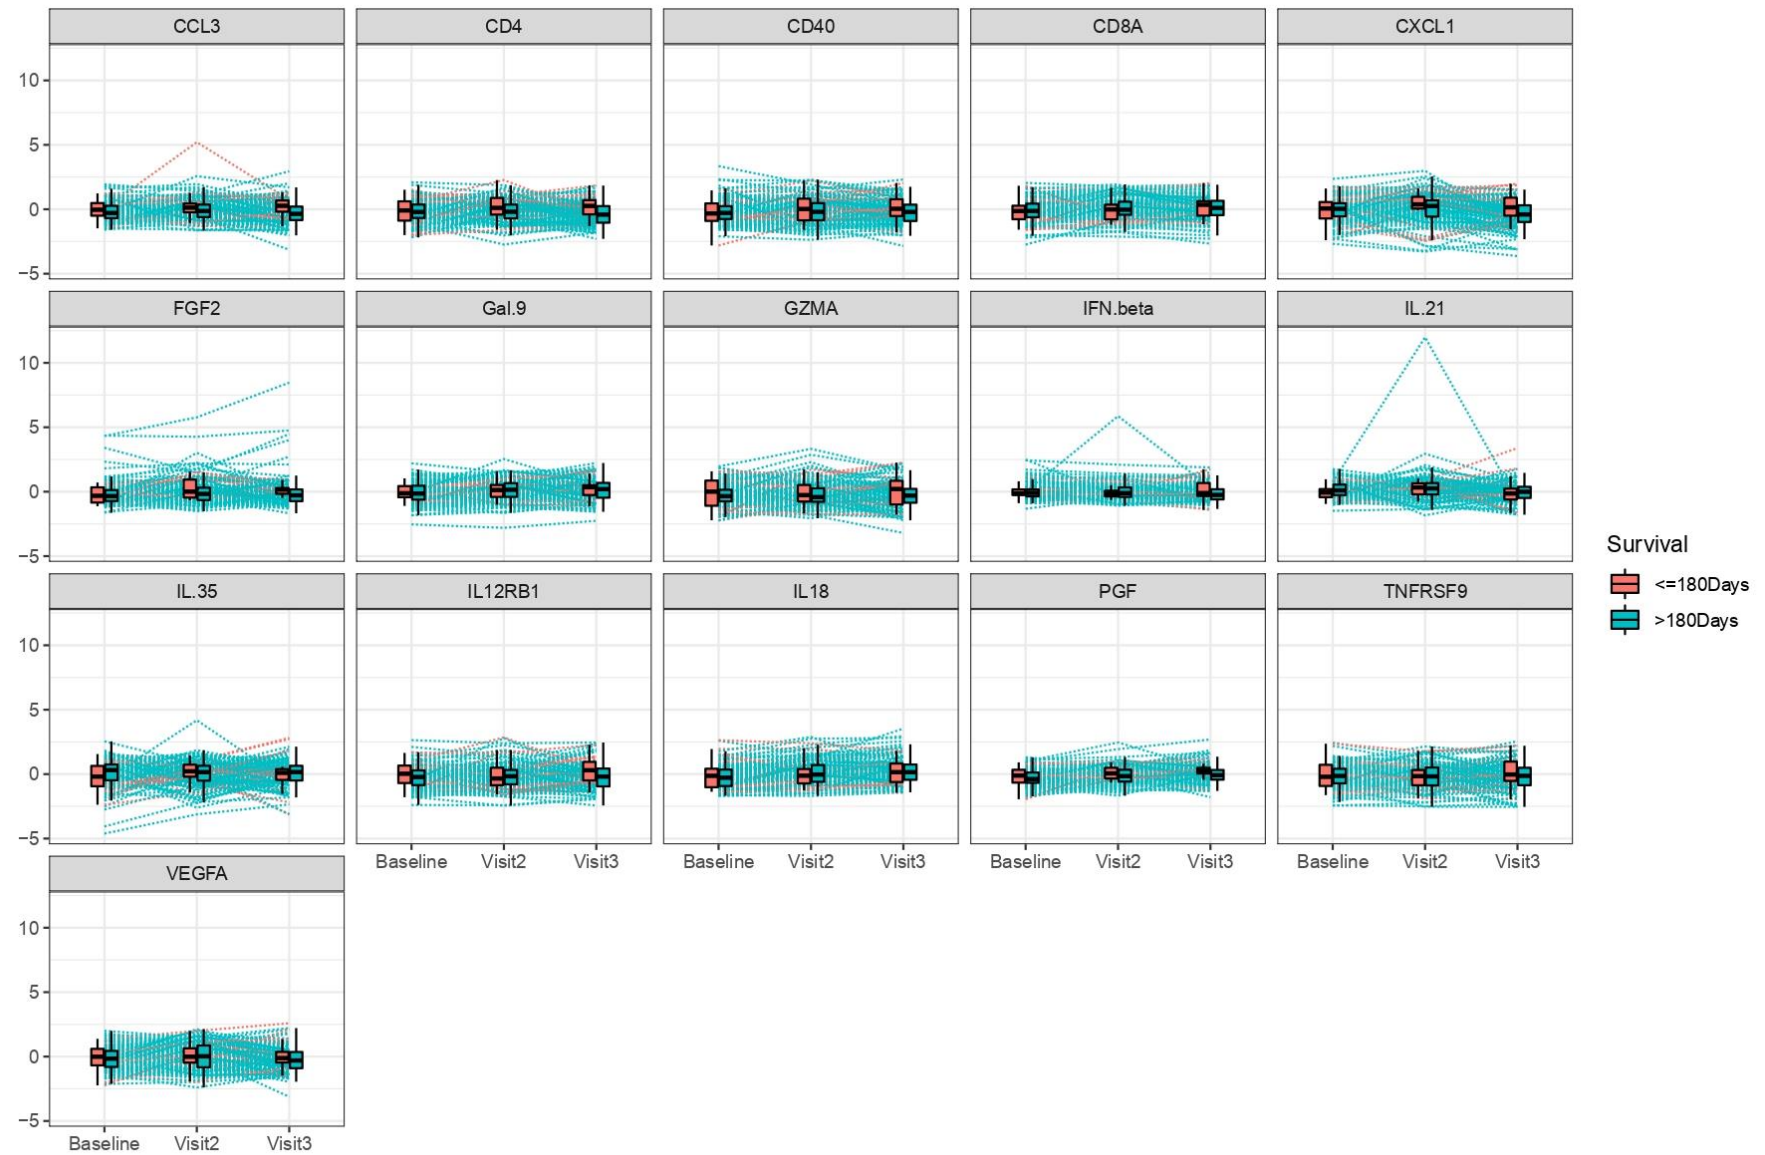 CCL3 CD4 CD40 CD8A CXCL1
10
5
0
−5
FGF2 Gal.9 GZMA IFN.beta IL.21
10
5
0
−5
Survival
<=180Days
>180Days
IL.35 IL12RB1 IL18 PGF TNFRSF9
10
5
0
−5
Baseline Visit2 Visit3 Baseline Visit2 Visit3 Baseline Visit2 Visit3 Baseline Visit2 Visit3
VEGFA
10
5
0
−5
Baseline Visit2 Visit3